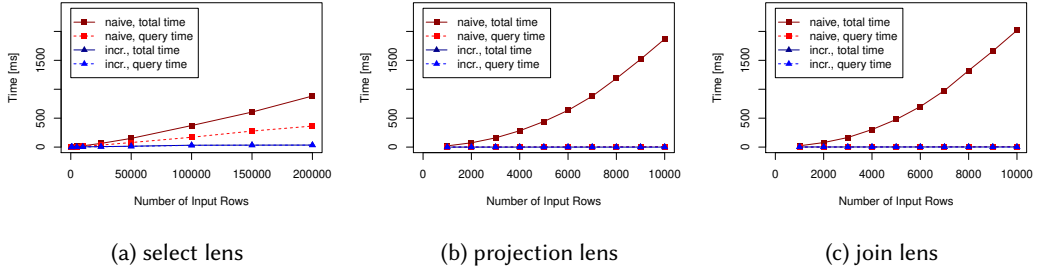 naive, total time
naive, query time
incr., total time
incr., query time
Time [ms]
0
500
1500
0
50000
100000
150000
200000
Number of Input Rows
(a) select lens
naive, total time
naive, query time
incr., total time
incr., query time
Time [ms]
0
500
1500
0
2000
4000
6000
8000
10000
Number of Input Rows
(b) projection lens
naive, total time
naive, query time
incr., total time
incr., query time
Time [ms]
0
500
1500
0
2000
4000
6000
8000
10000
Number of Input Rows
(c) join lens